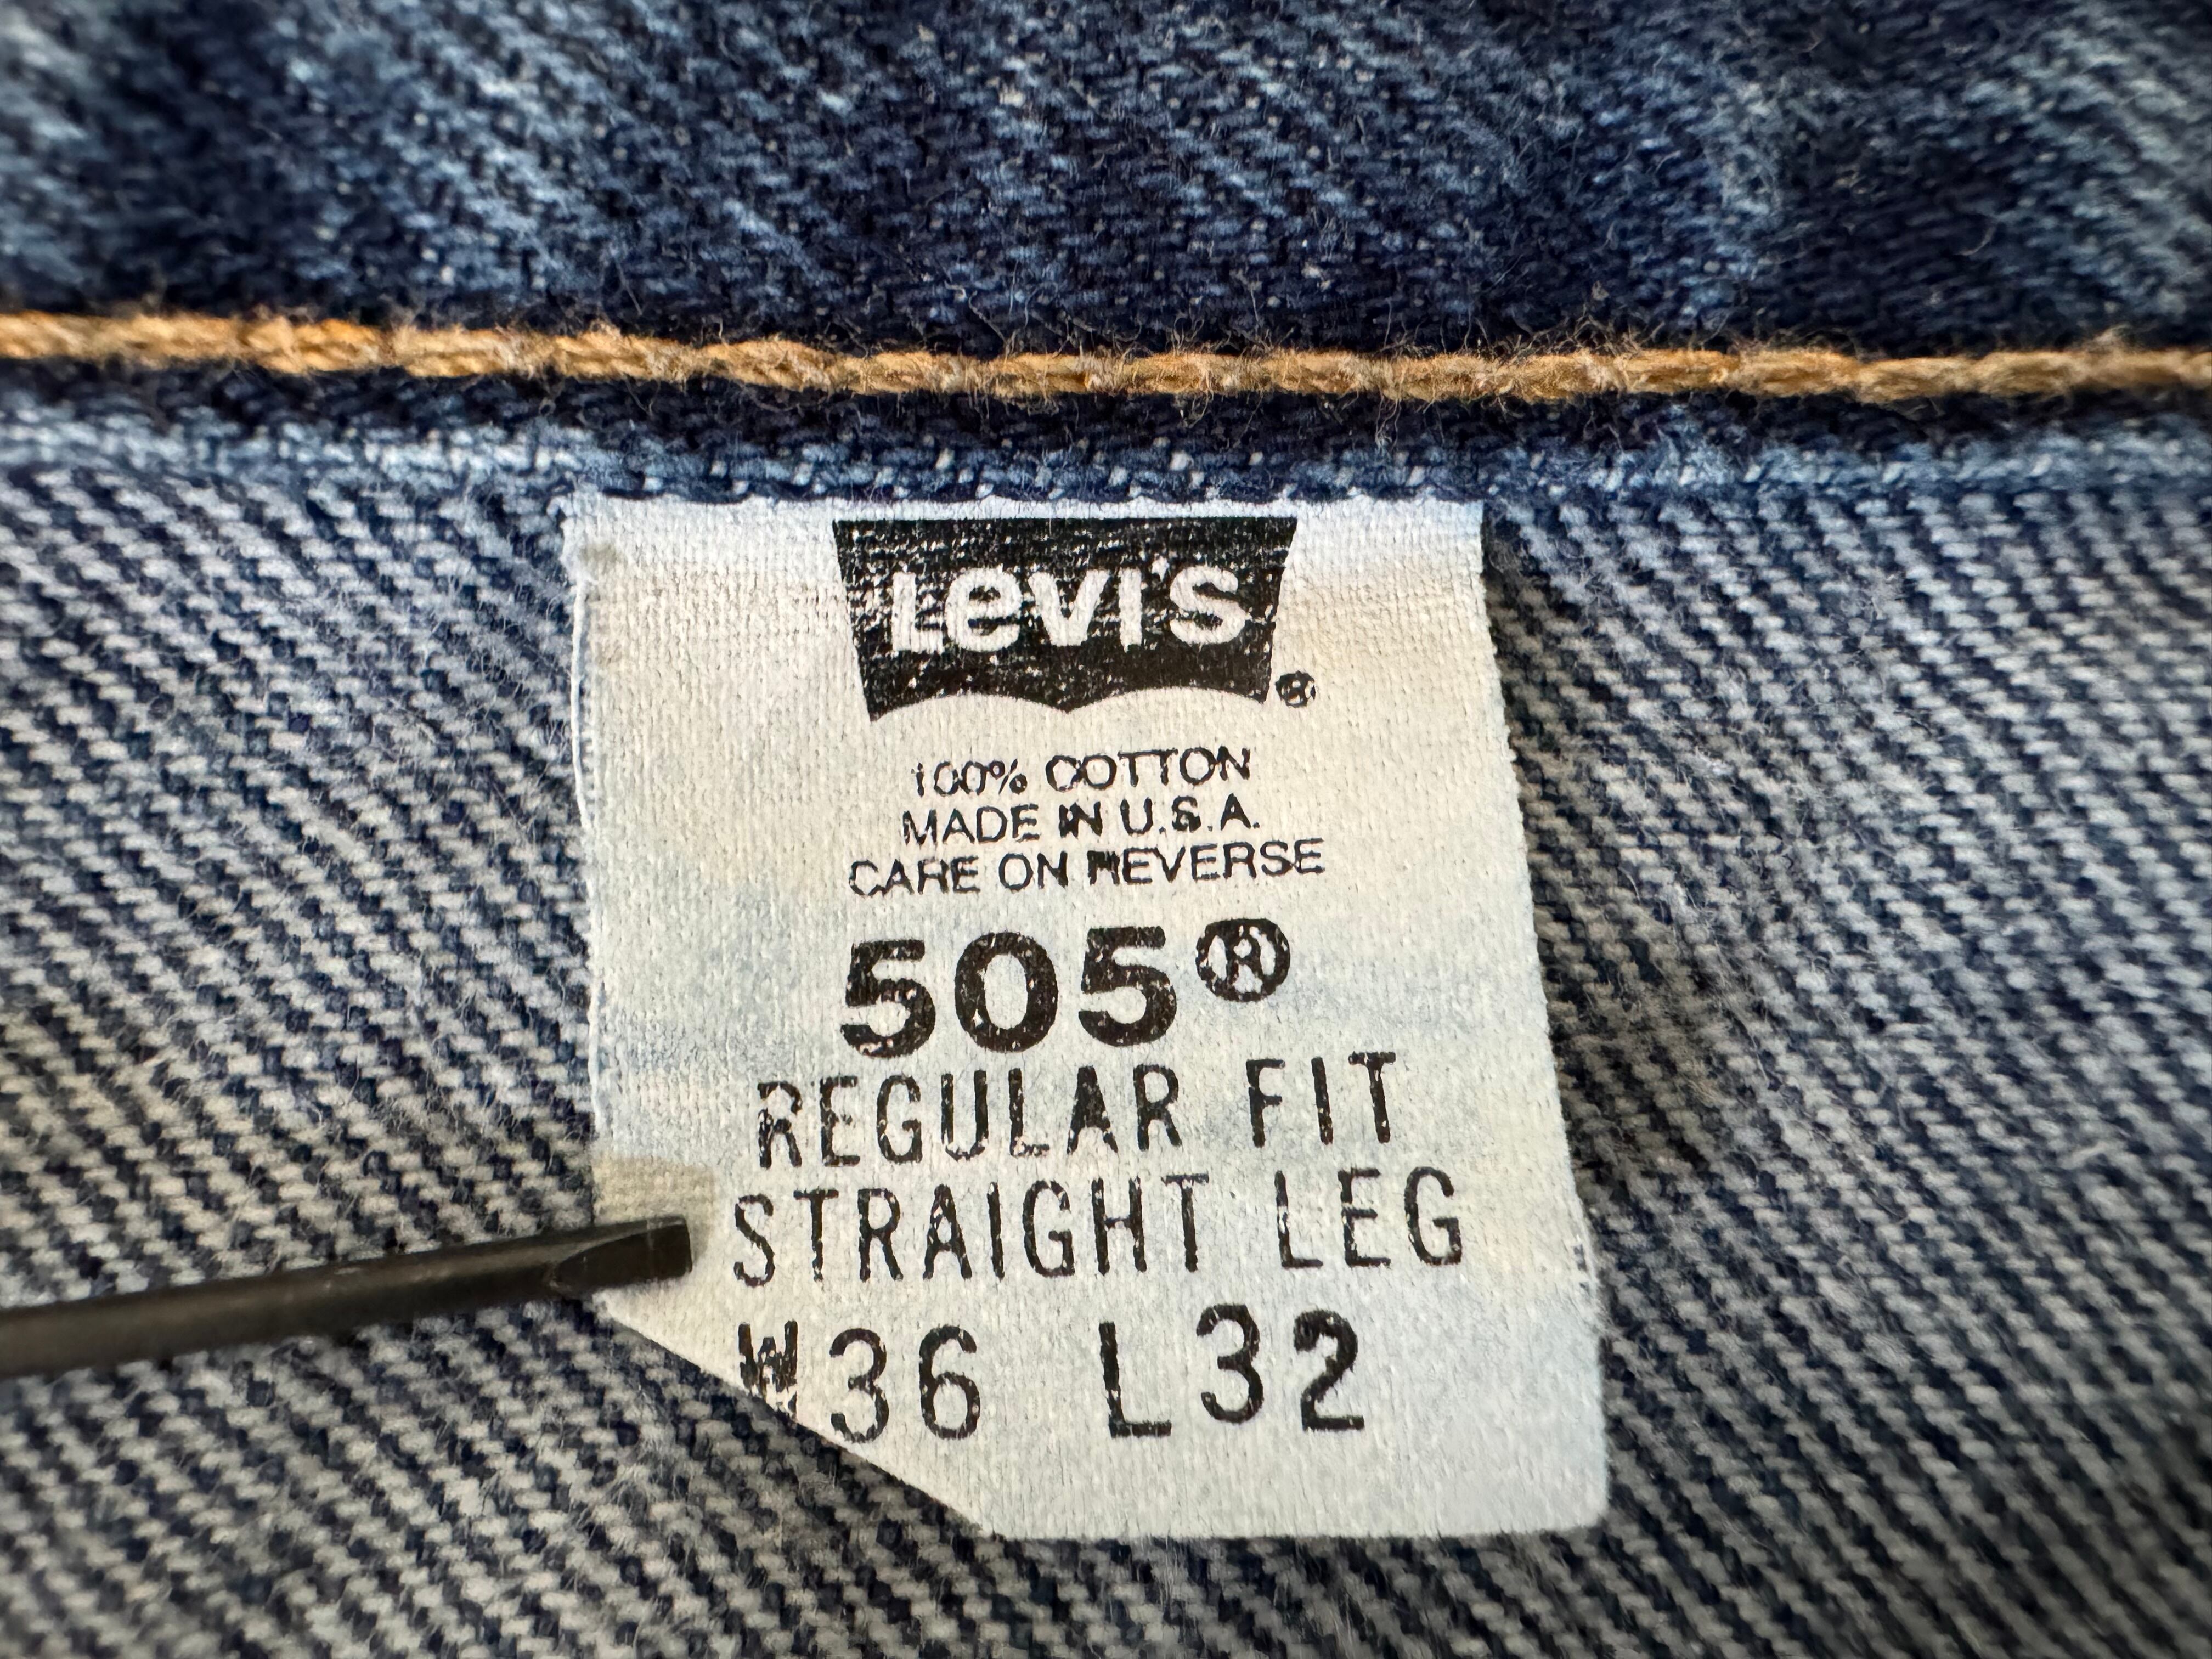 Levi's®
100% COTTON
MADE IN U.S.A.
CARE ON REVERSE
505®
REGULAR FIT
STRAIGHT LEG
W36 L32